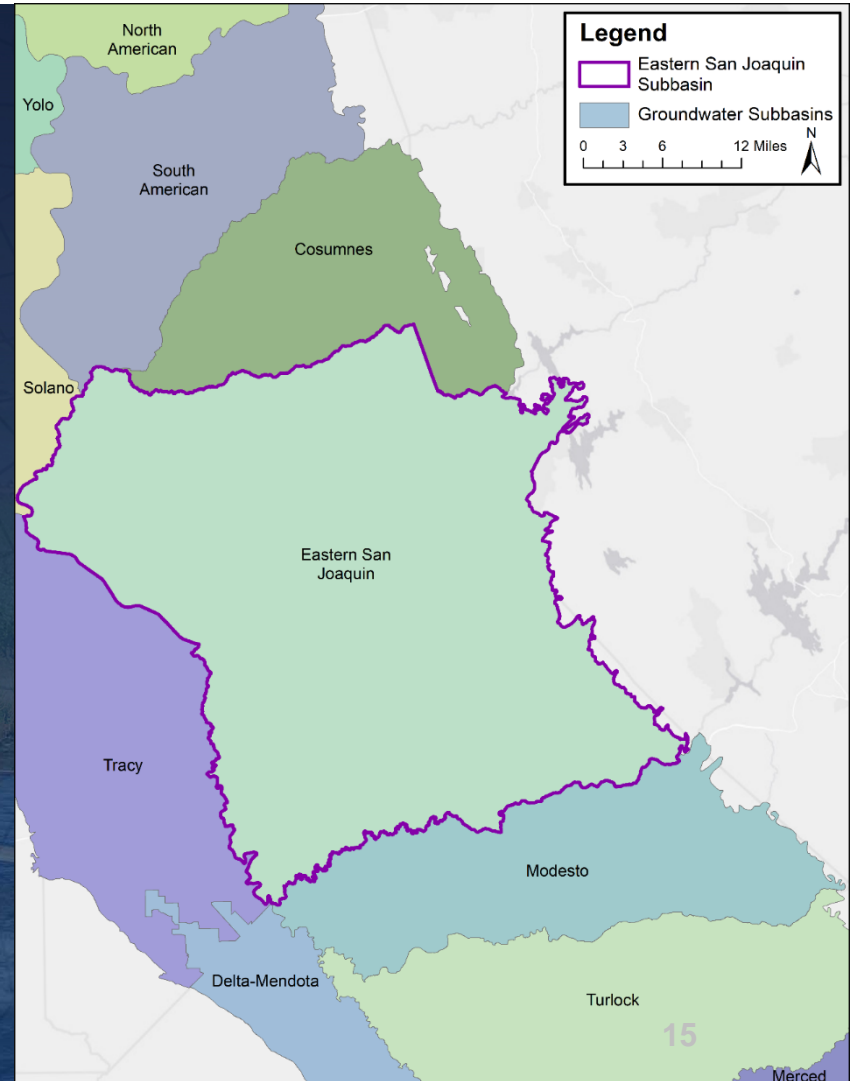 North
American
Legend
Eastern San Joaquin
Subbasin
Groundwater Subbasins
0 3 6 12 Miles
N
Yolo
South
American
Cosumnes
Solano
Eastern San
Joaquin
Tracy
Modesto
Delta-Mendota
Turlock
15
Merced